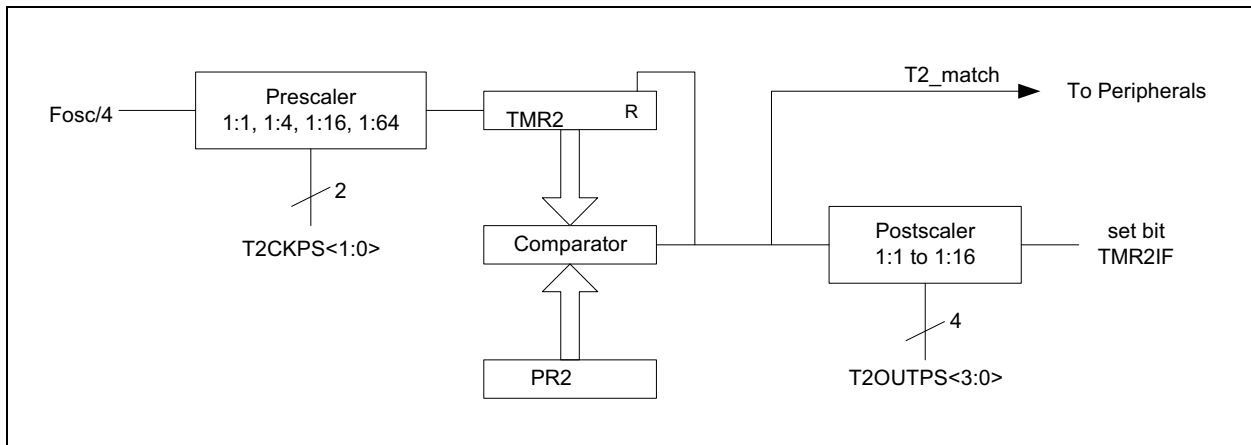 T2_match
Fosc/4
Prescaler
1:1, 1:4, 1:16, 1:64
TMR2
R
To Peripherals
2
T2CKPS<1:0>
Comparator
Postscaler
1:1 to 1:16
set bit
TMR2IF
4
PR2
T2OUTPS<3:0>